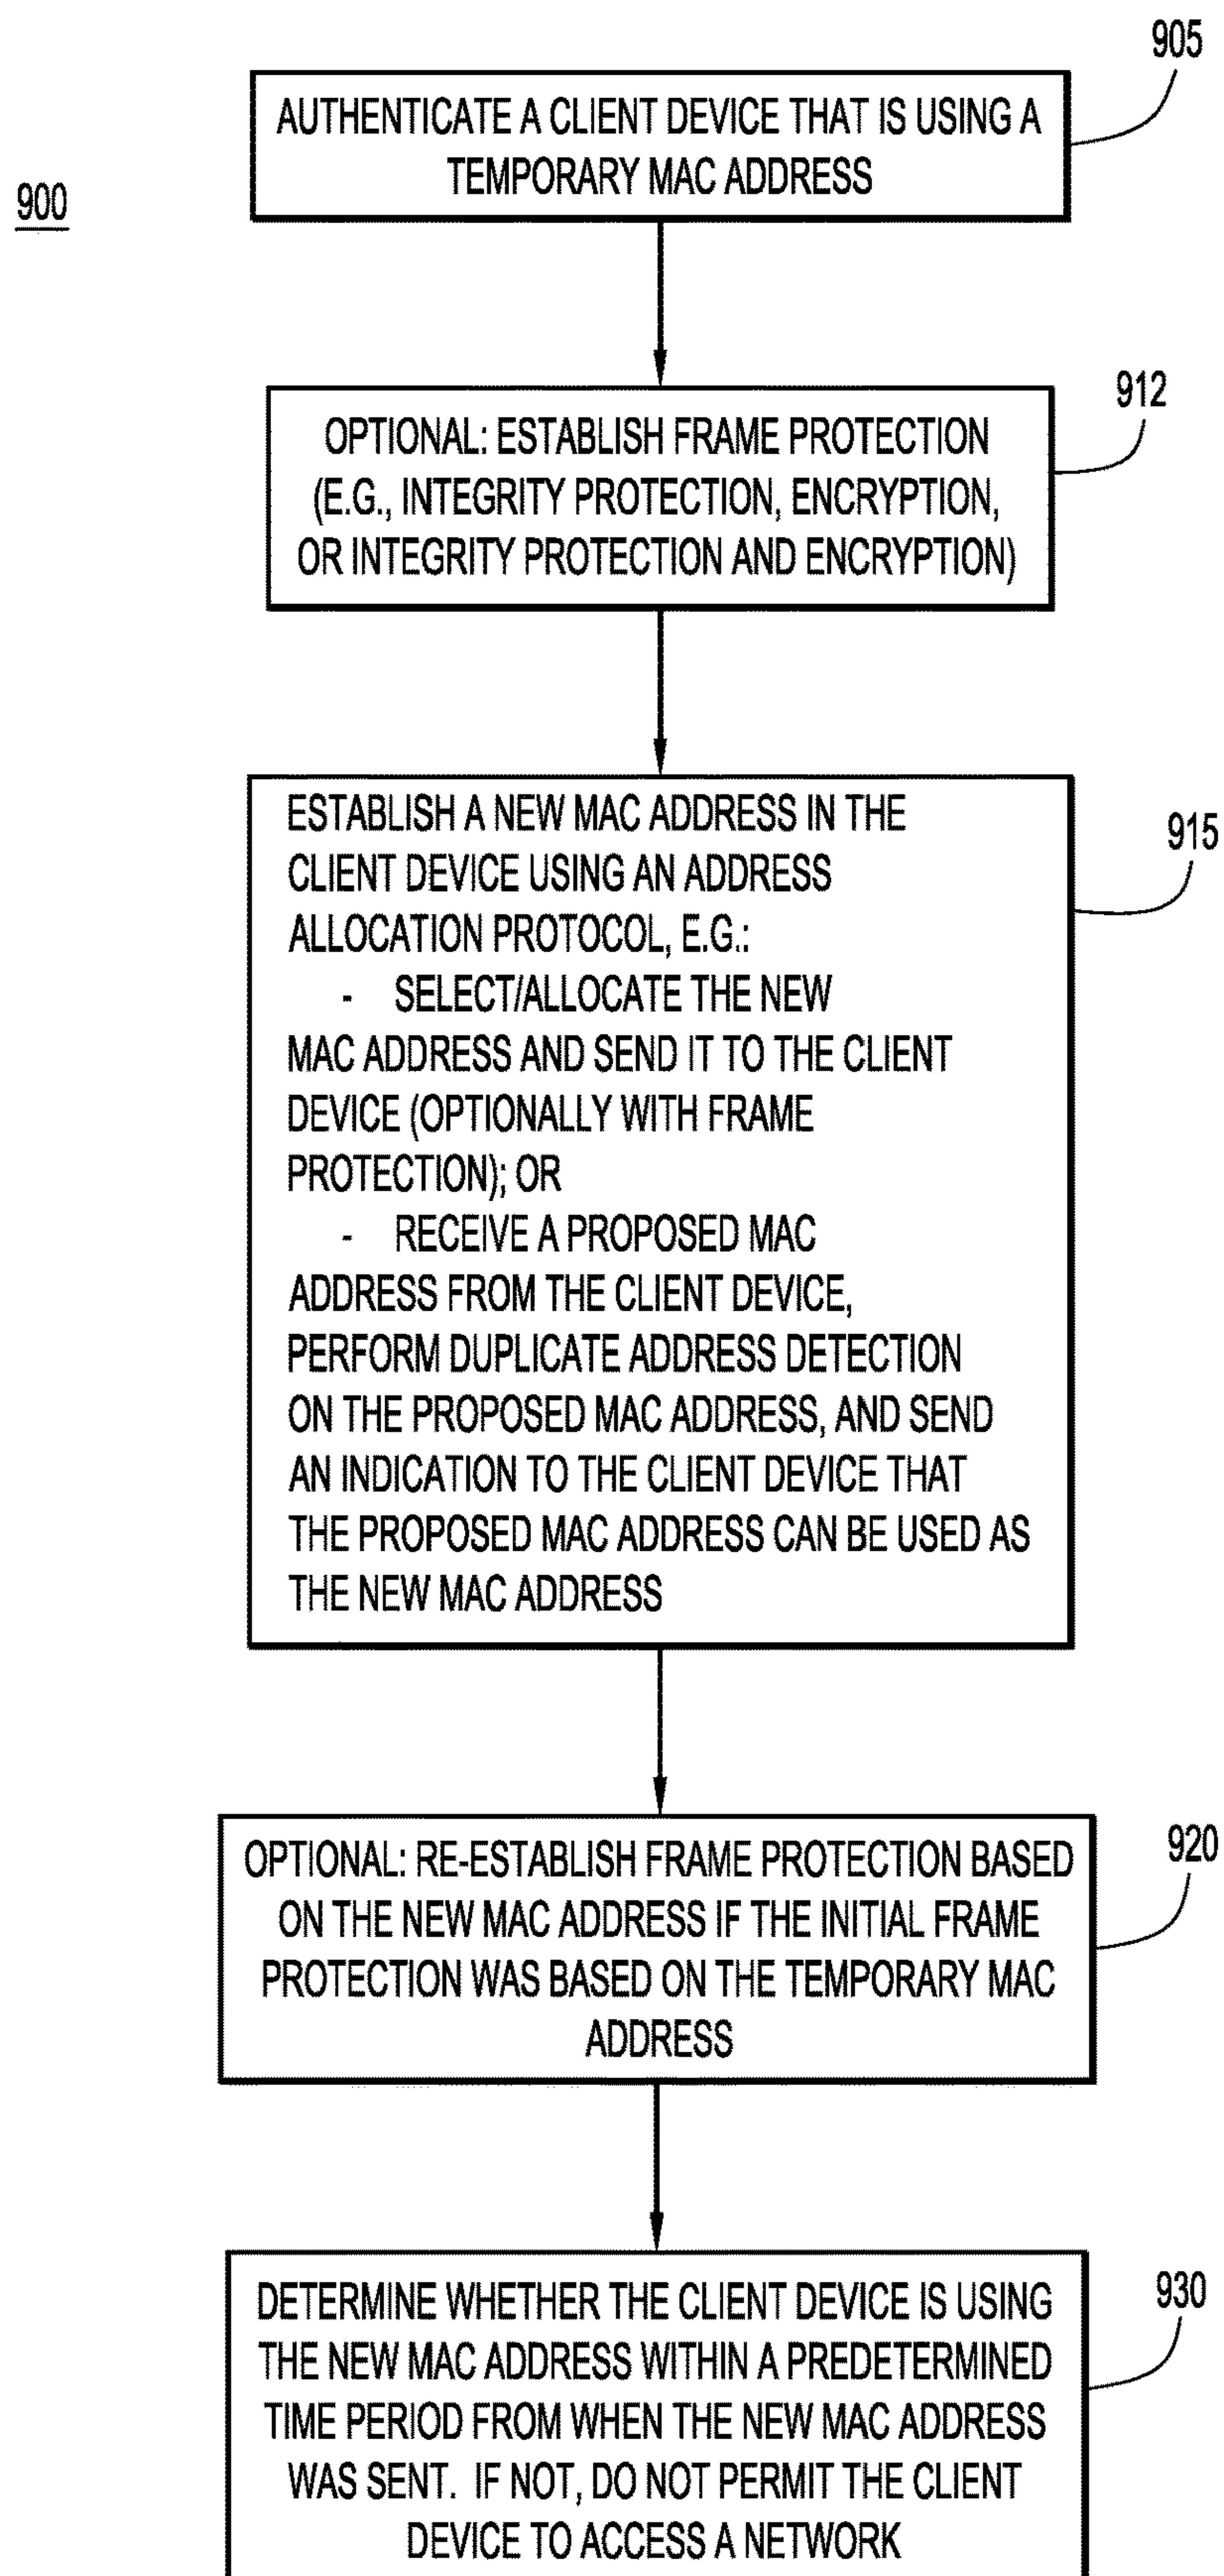 905
AUTHENTICATE A CLIENT DEVICE THAT IS USING A
TEMPORARY MAC ADDRESS
900
912
OPTIONAL: ESTABLISH FRAME PROTECTION
(E.G., INTEGRITY PROTECTION, ENCRYPTION,
OR INTEGRITY PROTECTION AND ENCRYPTION)
915
ESTABLISH A NEW MAC ADDRESS IN THE
CLIENT DEVICE USING AN ADDRESS
ALLOCATION PROTOCOL, E.G.:
- SELECT/ALLOCATE THE NEW
MAC ADDRESS AND SEND IT TO THE CLIENT
DEVICE (OPTIONALLY WITH FRAME
PROTECTION); OR
- RECEIVE A PROPOSED MAC
ADDRESS FROM THE CLIENT DEVICE,
PERFORM DUPLICATE ADDRESS DETECTION
ON THE PROPOSED MAC ADDRESS, AND SEND
AN INDICATION TO THE CLIENT DEVICE THAT
THE PROPOSED MAC ADDRESS CAN BE USED AS
THE NEW MAC ADDRESS
920
OPTIONAL: RE-ESTABLISH FRAME PROTECTION BASED
ON THE NEW MAC ADDRESS IF THE INITIAL FRAME
PROTECTION WAS BASED ON THE TEMPORARY MAC
ADDRESS
930
DETERMINE WHETHER THE CLIENT DEVICE IS USING
THE NEW MAC ADDRESS WITHIN A PREDETERMINED
TIME PERIOD FROM WHEN THE NEW MAC ADDRESS
WAS SENT. IF NOT, DO NOT PERMIT THE CLIENT
DEVICE TO ACCESS A NETWORK